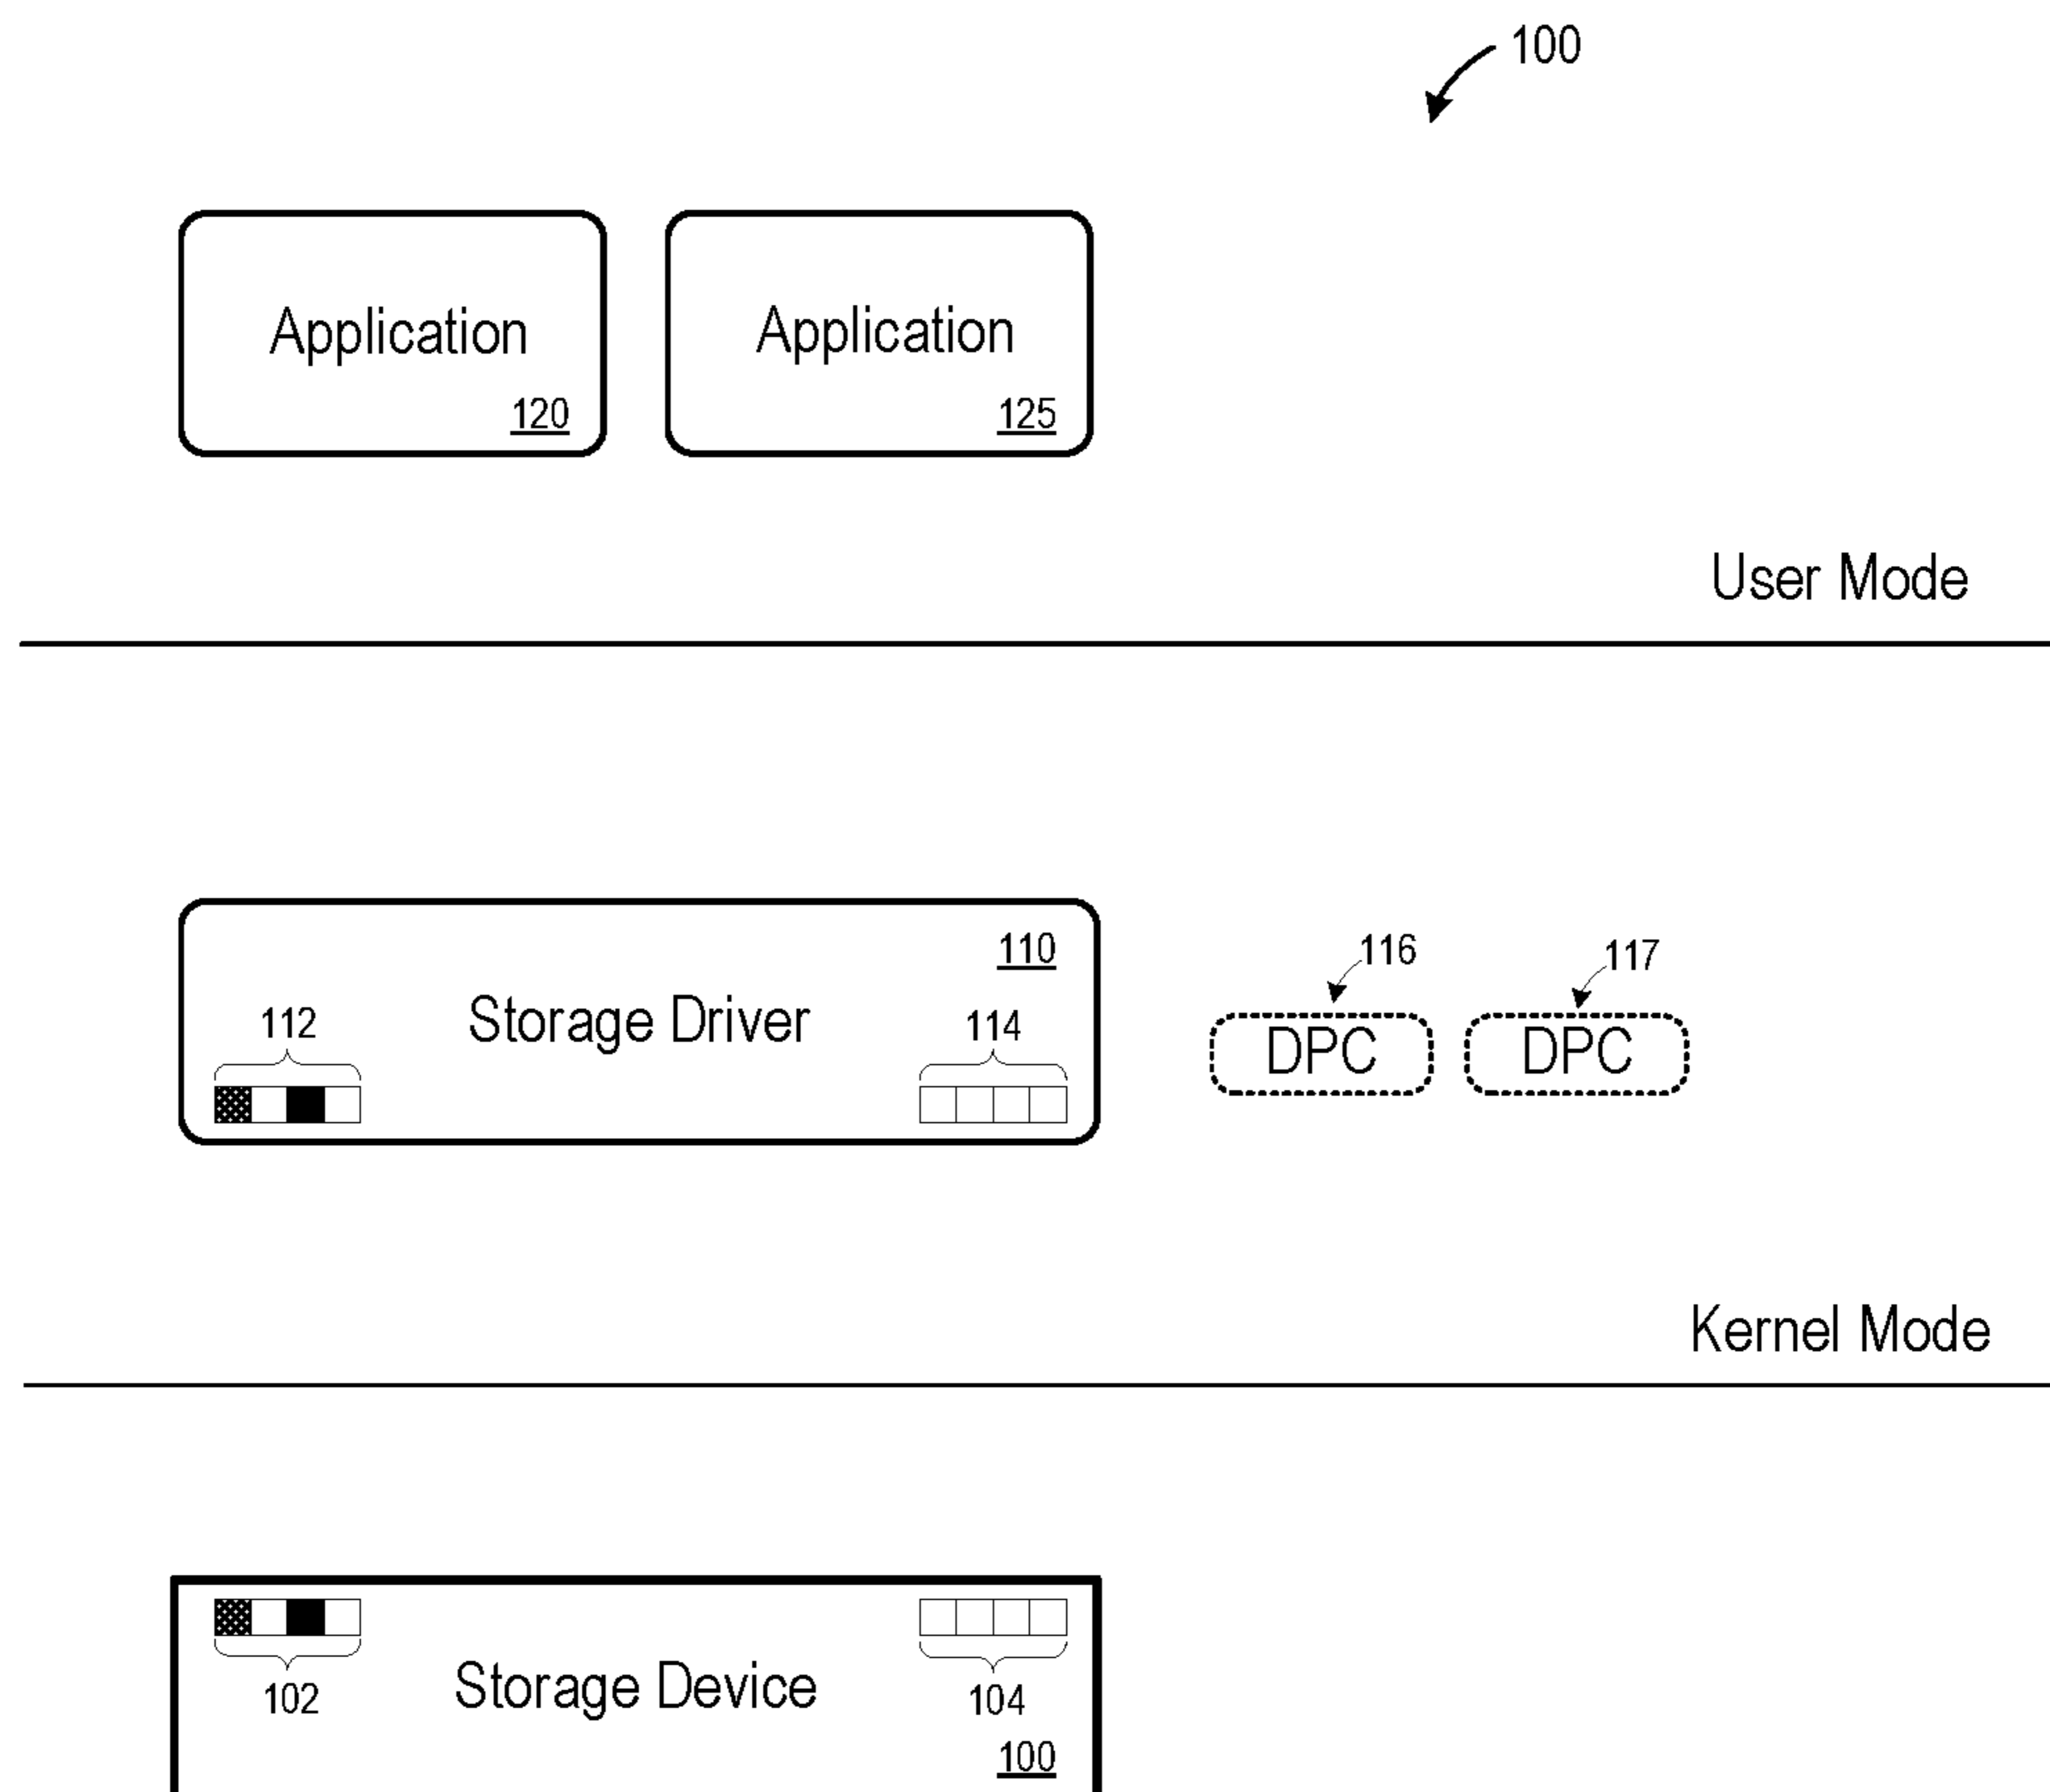 100
Application
120
Application
125
User Mode
110
Storage Driver
112
114
116
117
DPC
DPC
Kernel Mode
102
Storage Device
104
100